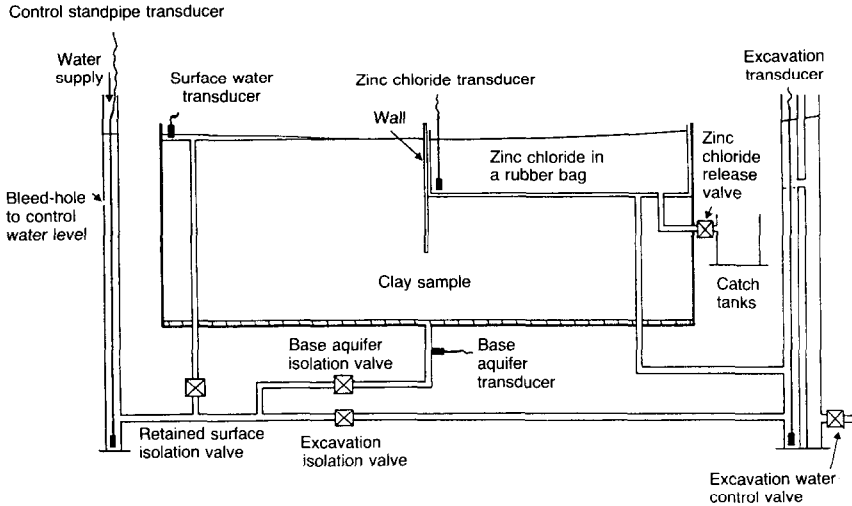 Control standpipe transducer
Water
supply
Surface water
transducer
Zinc chloride transducer
Wall
Excavation
transducer
Zinc
chloride
release
valve
Zinc chloride in
a rubber bag
Bleed-hole
to control
water level
Clay sample
Catch
tanks
Base aquifer
isolation valve
Base
aquifer
transducer
Retained surface
isolation valve
Excavation
isolation valve
Excavation water
control valve